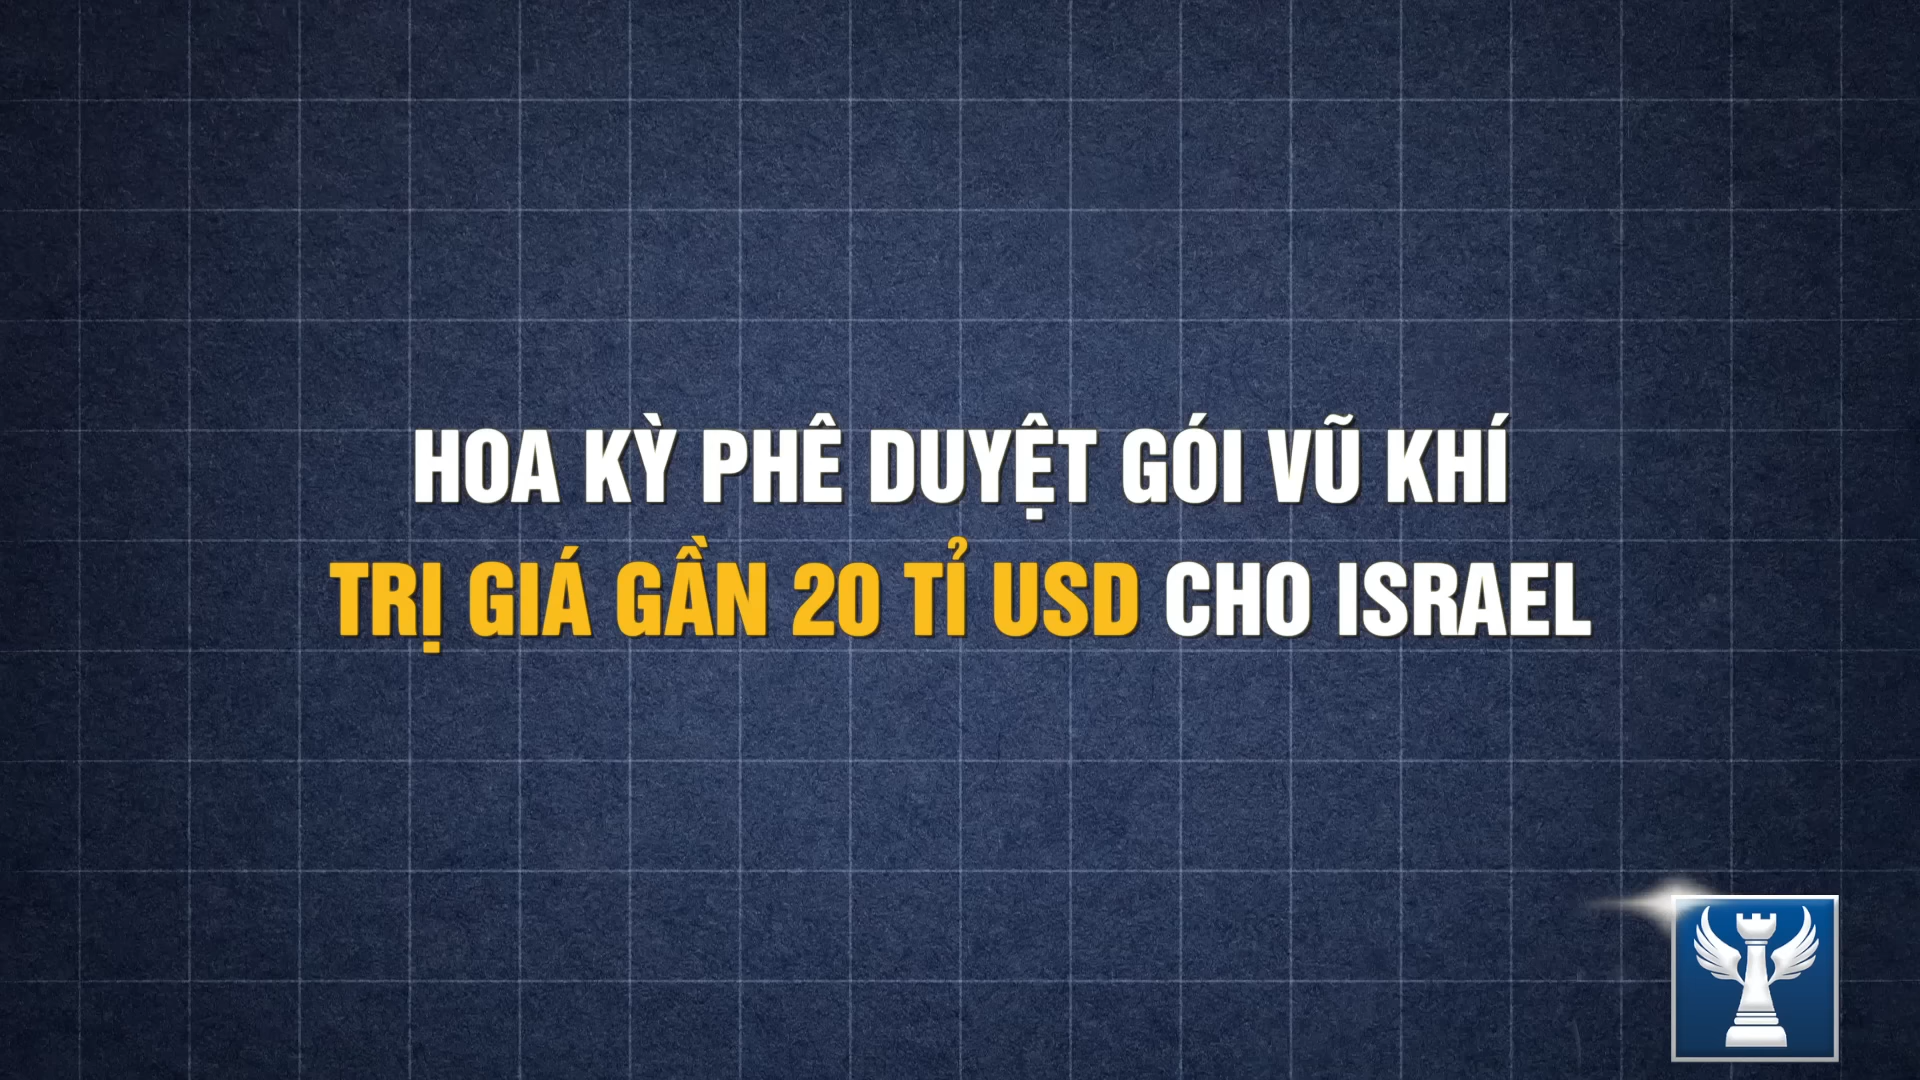 HOA KỲ PHÊ DUYỆT GÓI VŨ KHÍ
TRỊ GIÁ GẦN 20 TỈ USD CHO ISRAEL